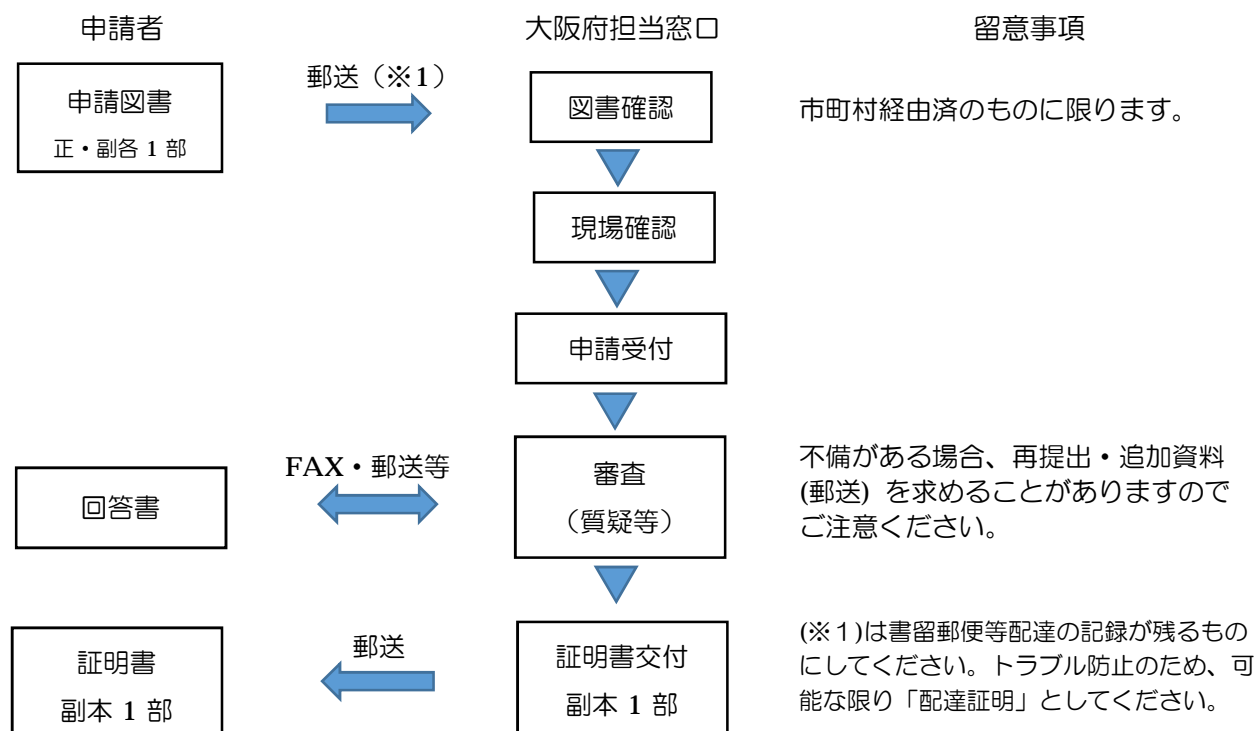 申請者
大阪府担当窓口
留意事項
申請図書
正・副各 1 部
郵送（※1）
図書確認
市町村経由済のものに限ります。
現場確認
申請受付
回答書
FAX・郵送等
審査
（質疑等）
不備がある場合、再提出・追加資料
(郵送) を求めることがありますので
ご注意ください。
証明書
副本 1 部
郵送
証明書交付
副本 1 部
(※１)は書留郵便等配達の記録が残るもの
にしてください。トラブル防止のため、可
能な限り「配達証明」としてください。